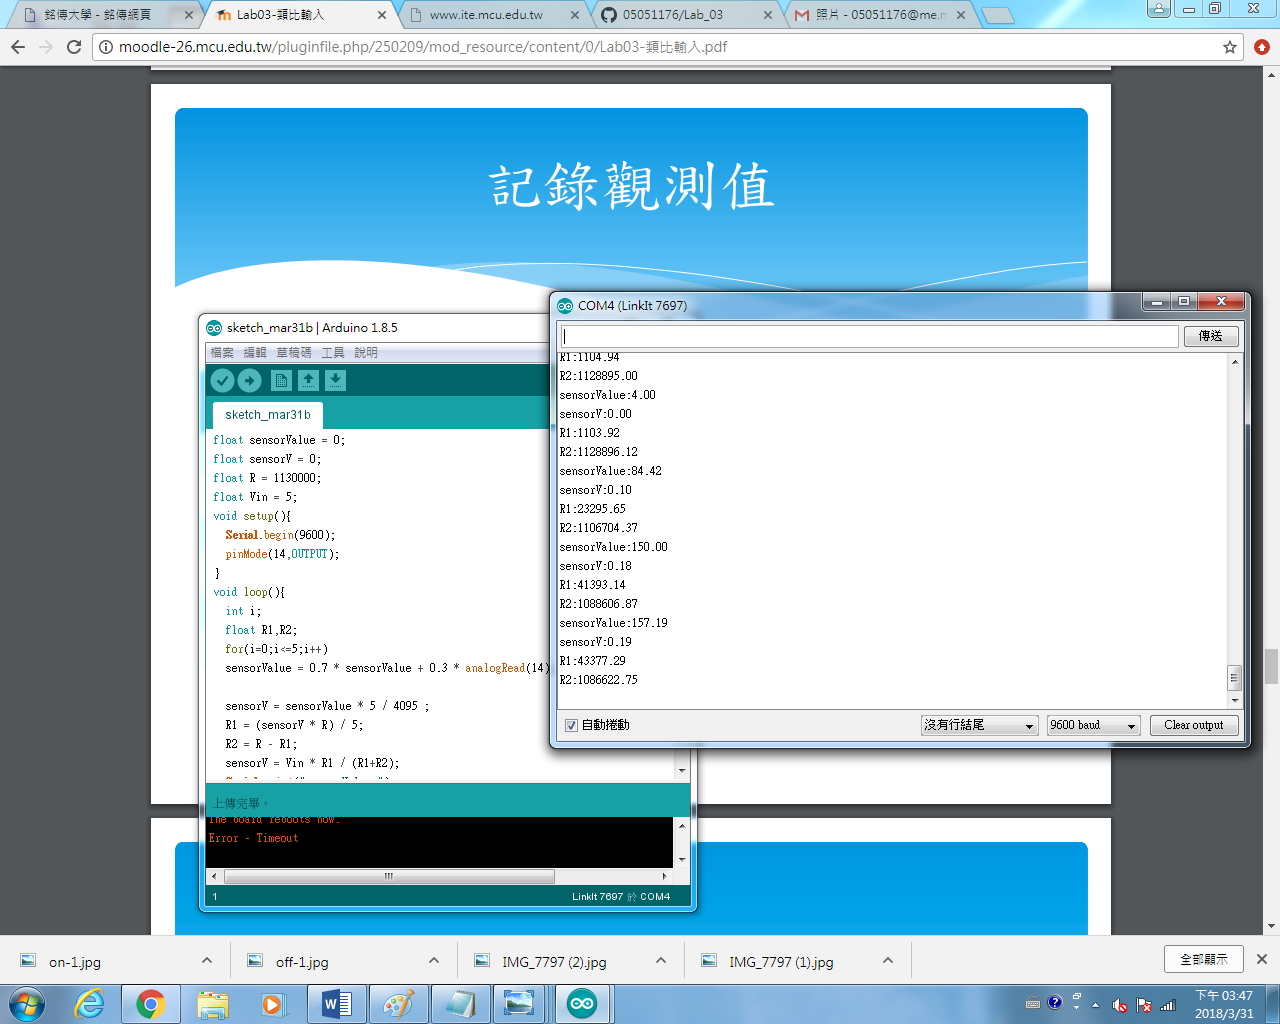 銘傳大學 - 銘傳網頁
Lab03-類比輸入
www.ite.mcu.edu.tw
05051176/Lab_03
照片 - 05051176@me.m
moodle-26.mcu.edu.tw/pluginfile.php/250209/mod_resource/content/0/Lab03-類比輸入.pdf
記錄觀測值
sketch_mar31b | Arduino 1.8.5
檔案 編輯 草稿碼 工具 說明
sketch_mar31b
float sensorValue = 0;
float sensorV = 0;
float R = 1130000;
float Vin = 5;
void setup(){
Serial.begin(9600);
pinMode(14,OUTPUT);
}
void loop(){
int i;
float R1,R2;
for(i=0;i<=5;i++)
sensorValue = 0.7 * sensorValue + 0.3 * analogRead(14)
sensorV = sensorValue * 5 / 4095 ;
R1 = (sensorV * R) / 5;
R2 = R - R1;
sensorV = Vin * R1 / (R1+R2);
上傳完畢。
The board reboots now.
Error - Timeout
1
LinkIt 7697 於 COM4
COM4 (LinkIt 7697)
傳送
R1:1104.94
R2:1128895.00
sensorValue:4.00
sensorV:0.00
R1:1103.92
R2:1128896.12
sensorValue:84.42
sensorV:0.10
R1:23295.65
R2:1106704.37
sensorValue:150.00
sensorV:0.18
R1:41393.14
R2:1088606.87
sensorValue:157.19
sensorV:0.19
R1:43377.29
R2:1086622.75
自動捲動
沒有行結尾
9600 baud
Clear output
on-1.jpg
off-1.jpg
IMG_7797 (2).jpg
IMG_7797 (1).jpg
全部顯示
下午 03:47
2018/3/31